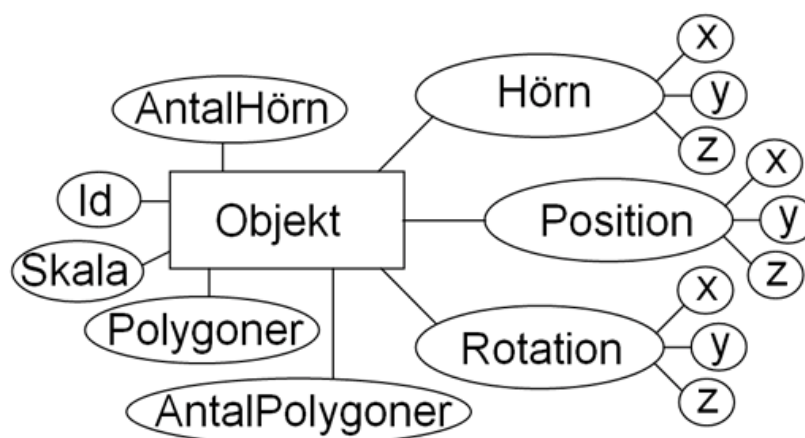 x
Hörn
y
AntalHörn
z
x
Id
Objekt
Position
y
Skala
z
x
Polygoner
Rotation
y
z
AntalPolygoner